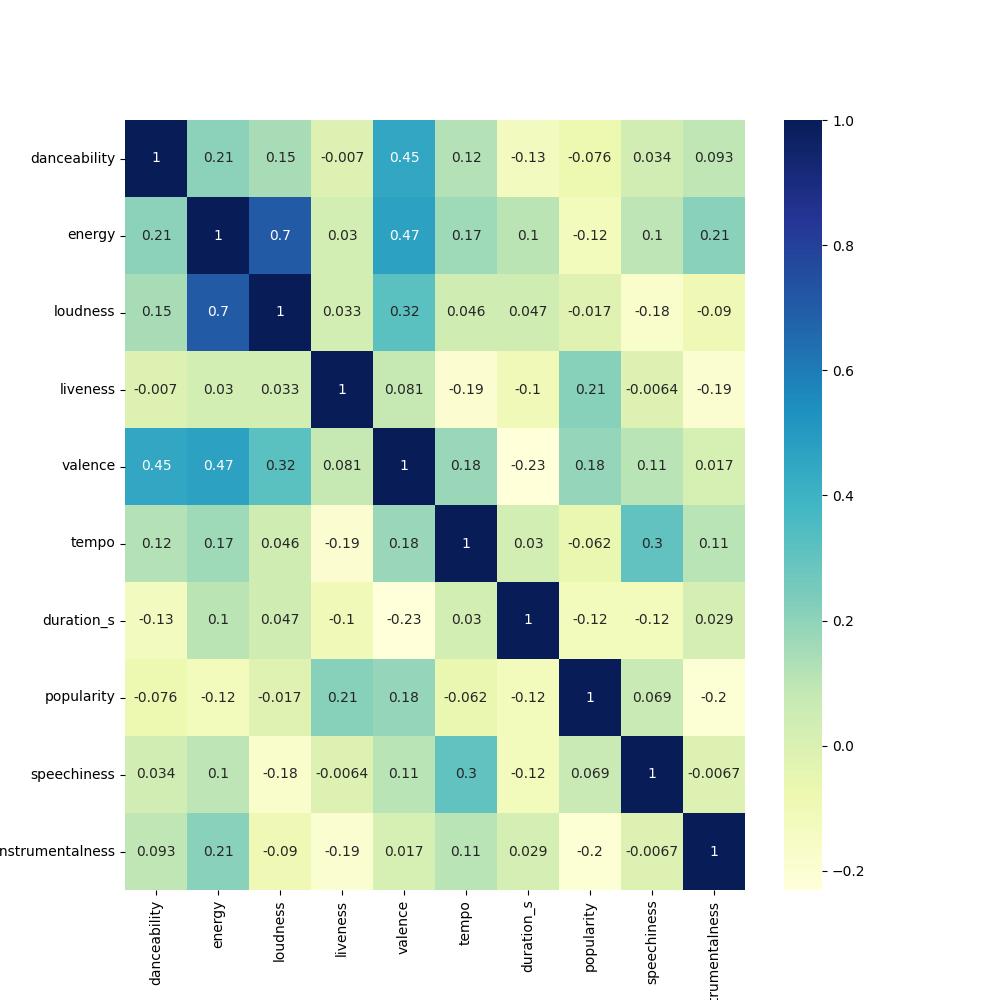 danceability 1 0.21 0.15 -0.007 0.45 0.12 -0.13 -0.076 0.034 0.093
energy 0.21 1 0.7 0.03 0.47 0.17 0.1 -0.12 0.1 0.21
loudness 0.15 0.7 1 0.033 0.32 0.046 0.047 -0.017 -0.18 -0.09
liveness -0.007 0.03 0.033 1 0.081 -0.19 -0.1 0.21 -0.0064 -0.19
valence 0.45 0.47 0.32 0.081 1 0.18 -0.23 0.18 0.11 0.017
tempo 0.12 0.17 0.046 -0.19 0.18 1 0.03 -0.062 0.3 0.11
duration_s -0.13 0.1 0.047 -0.1 -0.23 0.03 1 -0.12 -0.12 0.029
popularity -0.076 -0.12 -0.017 0.21 0.18 -0.062 -0.12 1 0.069 -0.2
speechiness 0.034 0.1 -0.18 -0.0064 0.11 0.3 -0.12 0.069 1 -0.0067
nstrumentalness 0.093 0.21 -0.09 -0.19 0.017 0.11 0.029 -0.2 -0.0067 1
danceability
energy
loudness
liveness
valence
tempo
duration_s
popularity
speechiness
rumentalness
1.0
0.8
0.6
0.4
0.2
0.0
−0.2